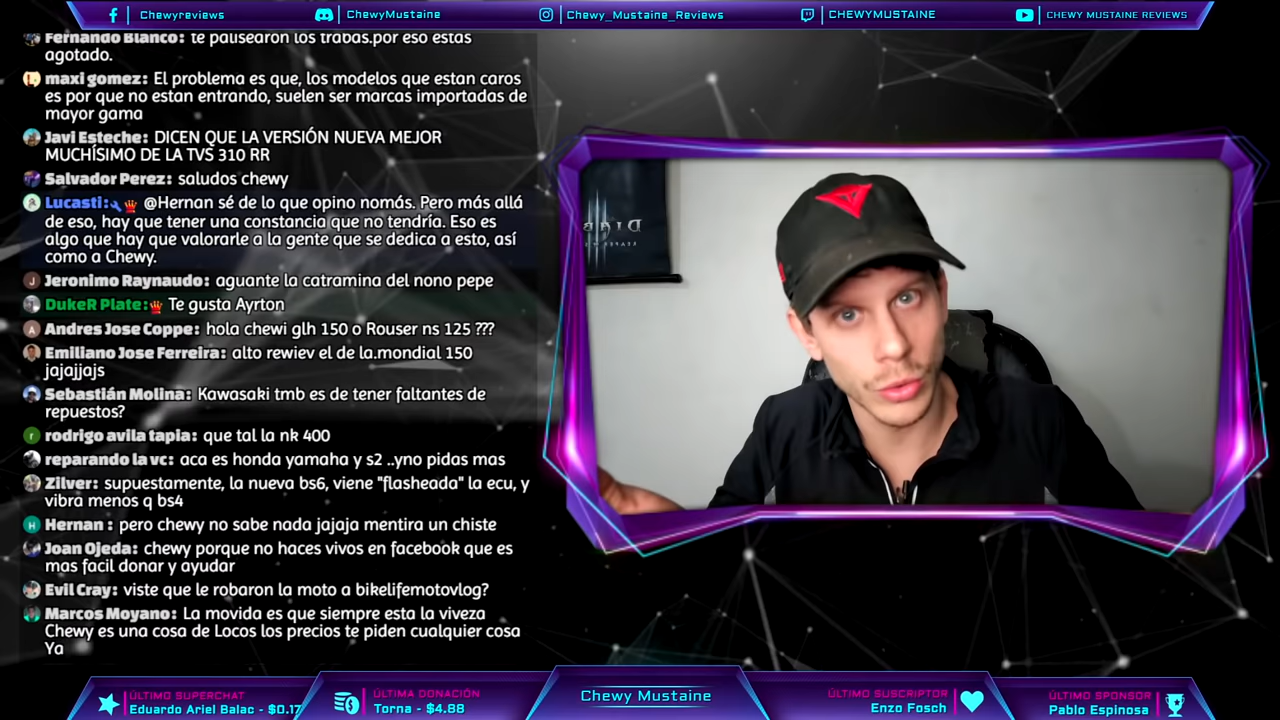 Chewyreviews
ChewyMustaine
Chewy_Mustaine_Reviews
CHEWYMUSTAINE
CHEWY MUSTAINE REVIEWS
Fernando Blanco: te palisearon los trabas.por eso estas
agotado.
maxi gomez: El problema es que, los modelos que estan caros
es por que no estan entrando, suelen ser marcas importadas de
mayor gama
Javi Esteche: DICEN QUE LA VERSIÓN NUEVA MEJOR
MUCHÍSIMO DE LA TVS 310 RR
Salvador Perez: saludos chewy
Lucasti: @Hernan sé de lo que opino nomás. Pero más allá
de eso, hay que tener una constancia que no tendría. Eso es
algo que hay que valorarle a la gente que se dedica a esto, así
como a Chewy.
Jeronimo Raynaudo: aguante la catramina del nono pepe
DukeR Plate: Te gusta Ayrton
Andres Jose Coppe: hola chewi glh 150 o Rouser ns 125 ???
Emiliano Jose Ferreira: alto rewiev el de la.mondial 150
jajajjajs
Sebastián Molina: Kawasaki tmb es de tener faltantes de
repuestos?
rodrigo avila tapia: que tal la nk 400
reparando la vc: aca es honda yamaha y s2 ..yno pidas mas
Zilver: supuestamente, la nueva bs6, viene "flasheada" la ecu, y
vibra menos q bs4
Hernan : pero chewy no sabe nada jajaja mentira un chiste
Joan Ojeda: chewy porque no haces vivos en facebook que es
mas facil donar y ayudar
Evil Cray: viste que le robaron la moto a bikelifemotovlog?
Marcos Moyano: La movida es que siempre esta la viveza
Chewy es una cosa de Locos los precios te piden cualquier cosa
Ya
ÚLTIMO SUPERCHAT
Eduardo Ariel Balac - $0.17
ÚLTIMA DONACIÓN
Torna - $4.88
Chewy Mustaine
ÚLTIMO SUSCRIPTOR
Enzo Fosch
ÚLTIMO SPONSOR
Pablo Espinosa